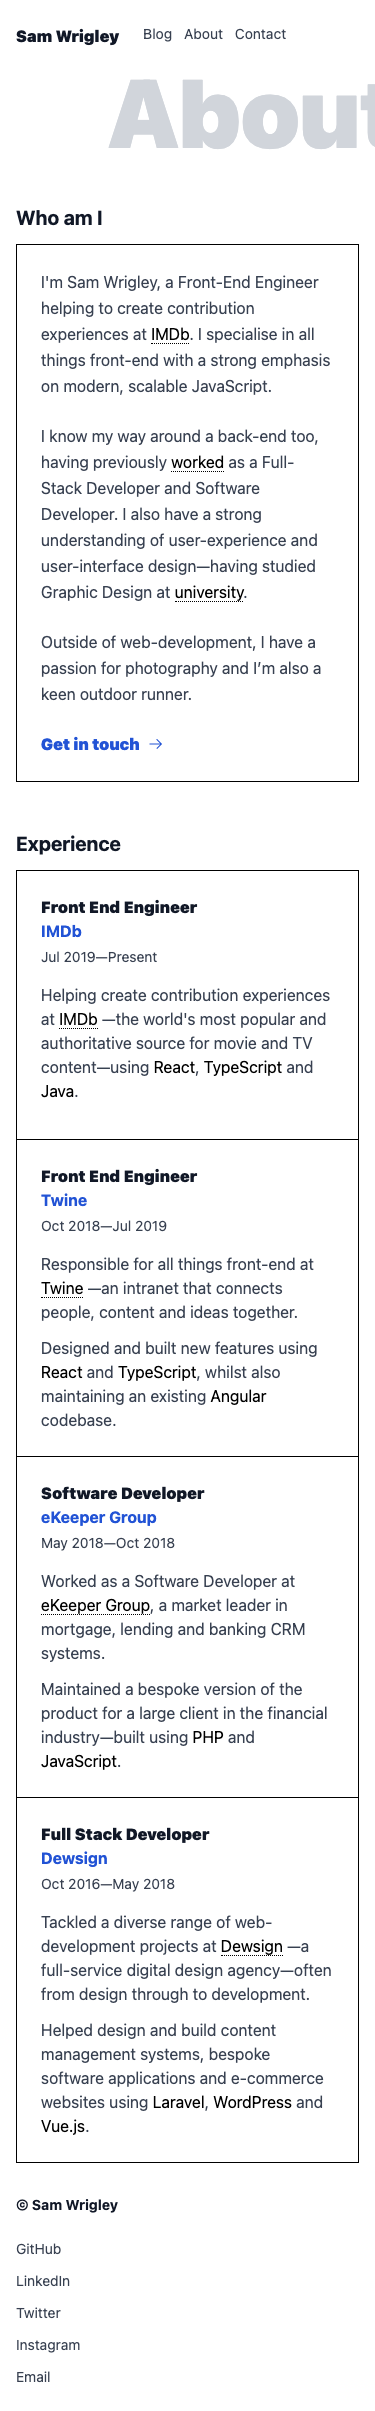 Sam Wrigley Blog About Contact
About
Who am I
I'm Sam Wrigley, a Front-End Engineer
helping to create contribution
experiences at IMDb. I specialise in all
things front-end with a strong emphasis
on modern, scalable JavaScript.
I know my way around a back-end too,
having previously worked as a Full-
Stack Developer and Software
Developer. I also have a strong
understanding of user-experience and
user-interface design—having studied
Graphic Design at university.
Outside of web-development, I have a
passion for photography and I’m also a
keen outdoor runner.
Get in touch →
Experience
Front End Engineer
IMDb
Jul 2019—Present
Helping create contribution experiences
at IMDb —the world's most popular and
authoritative source for movie and TV
content—using React, TypeScript and
Java.
Front End Engineer
Twine
Oct 2018—Jul 2019
Responsible for all things front-end at
Twine —an intranet that connects
people, content and ideas together.
Designed and built new features using
React and TypeScript, whilst also
maintaining an existing Angular
codebase.
Software Developer
eKeeper Group
May 2018—Oct 2018
Worked as a Software Developer at
eKeeper Group, a market leader in
mortgage, lending and banking CRM
systems.
Maintained a bespoke version of the
product for a large client in the financial
industry—built using PHP and
JavaScript.
Full Stack Developer
Dewsign
Oct 2016—May 2018
Tackled a diverse range of web-
development projects at Dewsign —a
full-service digital design agency—often
from design through to development.
Helped design and build content
management systems, bespoke
software applications and e-commerce
websites using Laravel, WordPress and
Vue.js.
© Sam Wrigley
GitHub
LinkedIn
Twitter
Instagram
Email